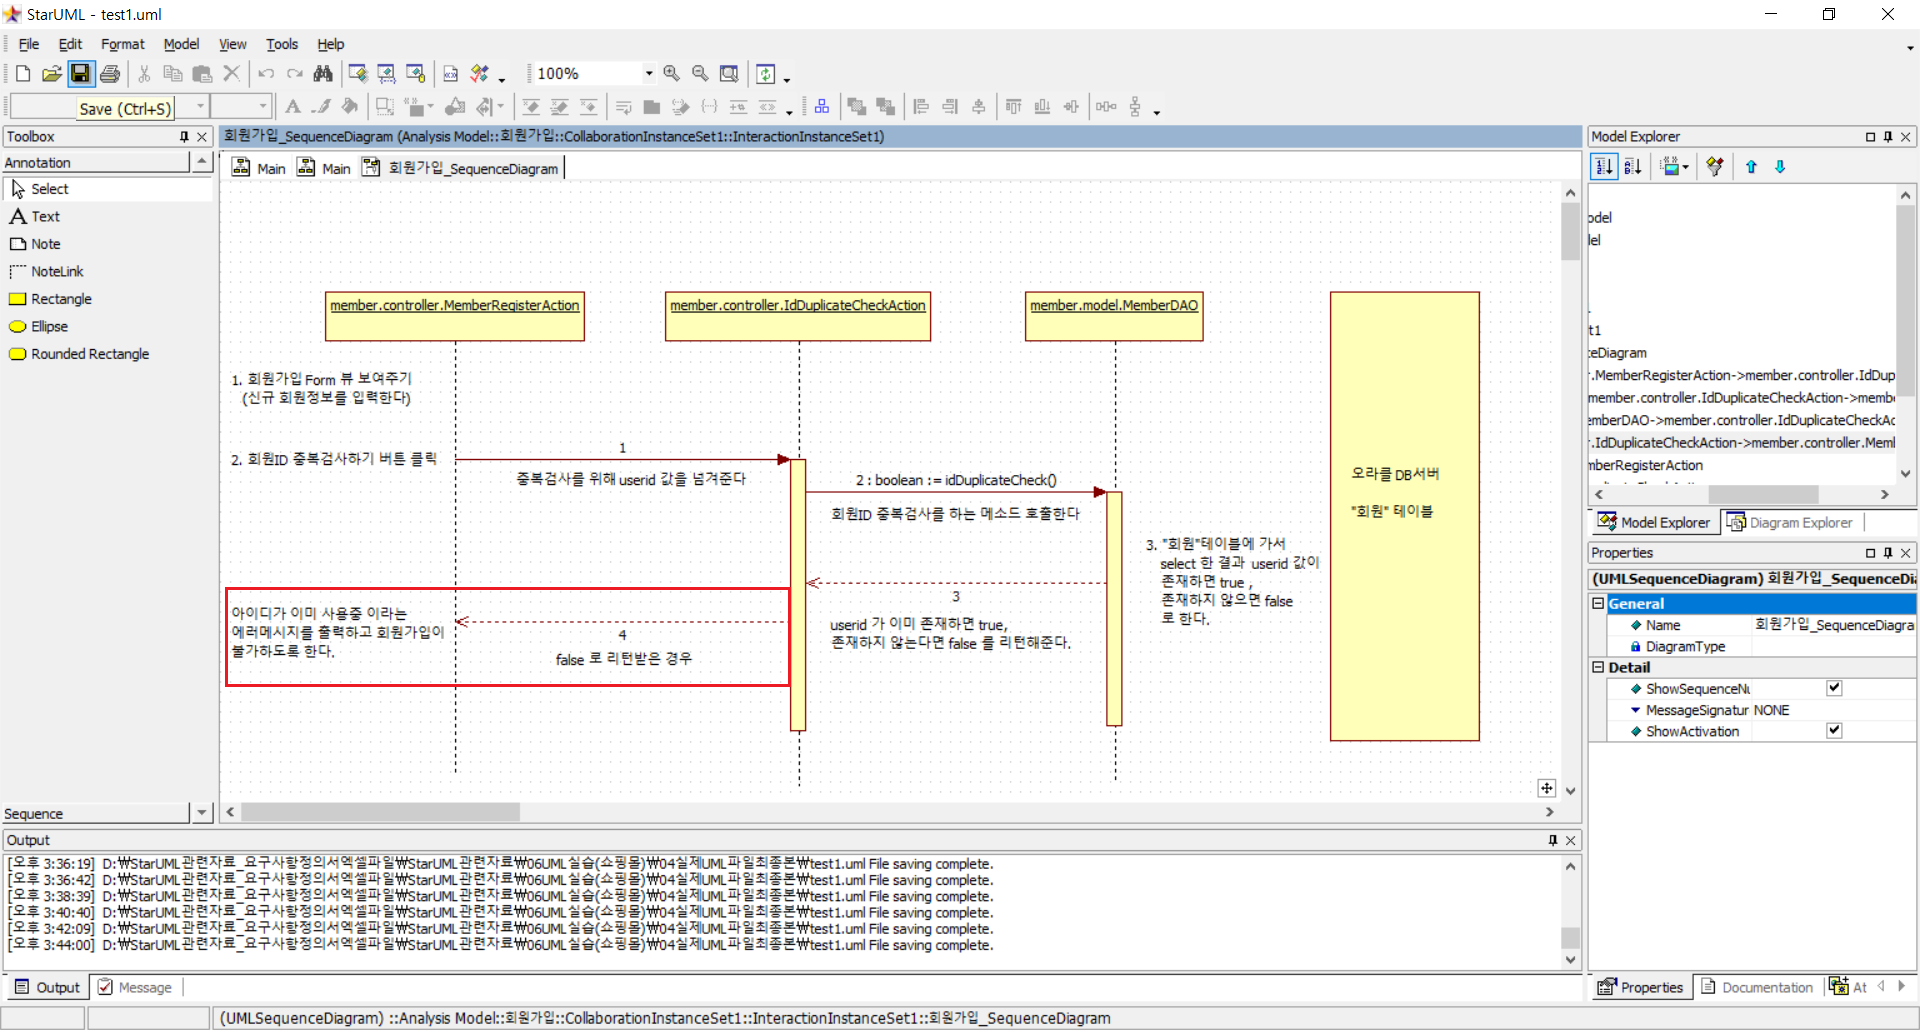 StarUML - test1.uml
File Edit Format Model View Tools Help
100%
Save (Ctrl+S)
Toolbox
Annotation
Select
Text
Note
NoteLink
Rectangle
Ellipse
Rounded Rectangle
Sequence
회원가입_SequenceDiagram (Analysis Model::회원가입::CollaborationInstanceSet1::InteractionInstanceSet1)
Main Main 회원가입_SequenceDiagram
member.controller.MemberRegisterAction
member.controller.IdDuplicateCheckAction
member.model.MemberDAO
1. 회원가입 Form 뷰 보여주기
(신규 회원정보를 입력한다)
2. 회원ID 중복검사하기 버튼 클릭
1
중복검사를 위해 userid 값을 넘겨준다
2 : boolean := idDuplicateCheck()
회원ID 중복검사를 하는 메소드 호출한다
3. "회원"테이블에 가서
select 한 결과 userid 값이
존재하면 true ,
존재하지 않으면 false
로 한다.
오라클 DB서버
"회원" 테이블
3
userid 가 이미 존재하면 true,
존재하지 않는다면 false 를 리턴해준다.
아이디가 이미 사용중 이라는
에러메시지를 출력하고 회원가입이
불가하도록 한다.
4
false 로 리턴받은 경우
Model Explorer
odel
lel
t1
eDiagram
.MemberRegisterAction->member.controller.IdDup
member.controller.IdDuplicateCheckAction->membe
emberDAO->member.controller.IdDuplicateCheckAc
.IdDuplicateCheckAction->member.controller.Meml
mberRegisterAction
Model Explorer Diagram Explorer
Properties
(UMLSequenceDiagram) 회원가입_SequenceDia
General
Name 회원가입_SequenceDiagra
DiagramType
Detail
ShowSequenceNu
MessageSignatur NONE
ShowActivation
Properties Documentation At
Output
[오후 3:36:19] D:₩StarUML관련자료_요구사항정의서엑셀파일₩StarUML관련자료₩06UML실습(쇼핑몰)₩04실제UML파일최종본₩test1.uml File saving complete.
[오후 3:36:42] D:₩StarUML관련자료_요구사항정의서엑셀파일₩StarUML관련자료₩06UML실습(쇼핑몰)₩04실제UML파일최종본₩test1.uml File saving complete.
[오후 3:38:39] D:₩StarUML관련자료_요구사항정의서엑셀파일₩StarUML관련자료₩06UML실습(쇼핑몰)₩04실제UML파일최종본₩test1.uml File saving complete.
[오후 3:40:40] D:₩StarUML관련자료_요구사항정의서엑셀파일₩StarUML관련자료₩06UML실습(쇼핑몰)₩04실제UML파일최종본₩test1.uml File saving complete.
[오후 3:42:09] D:₩StarUML관련자료_요구사항정의서엑셀파일₩StarUML관련자료₩06UML실습(쇼핑몰)₩04실제UML파일최종본₩test1.uml File saving complete.
[오후 3:44:00] D:₩StarUML관련자료_요구사항정의서엑셀파일₩StarUML관련자료₩06UML실습(쇼핑몰)₩04실제UML파일최종본₩test1.uml File saving complete.
Output Message
(UMLSequenceDiagram) ::Analysis Model::회원가입::CollaborationInstanceSet1::InteractionInstanceSet1::회원가입_SequenceDiagram